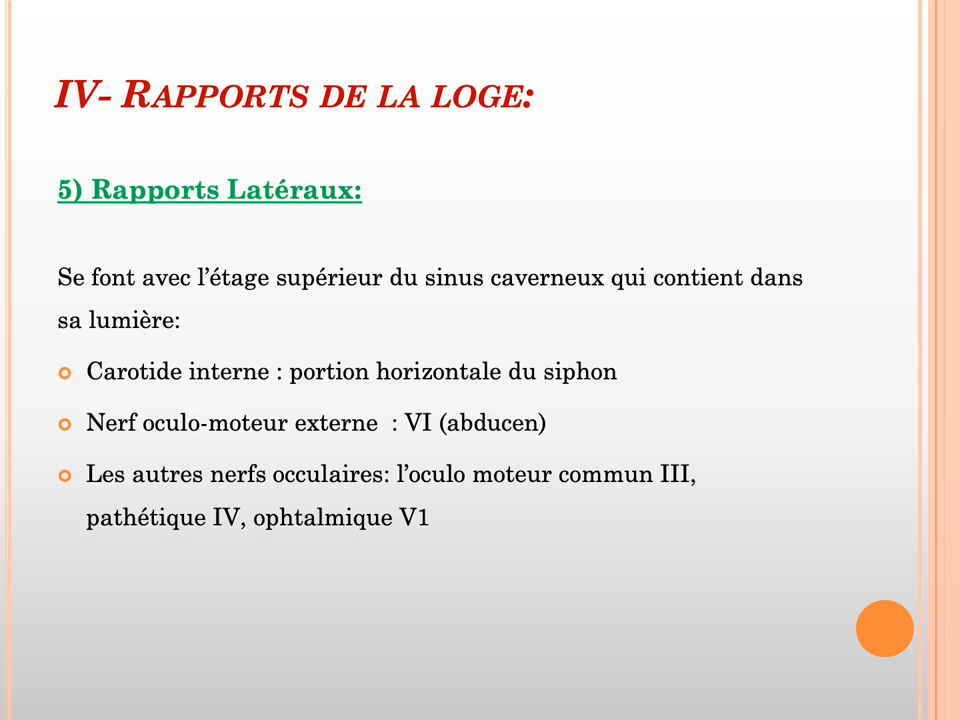 IV- RAPPORTS DE LA LOGE:
5) Rapports Latéraux:
Se font avec l’étage supérieur du sinus caverneux qui contient dans
sa lumière:
Carotide interne : portion horizontale du siphon
Nerf oculo-moteur externe : VI (abducen)
Les autres nerfs occulaires: l’oculo moteur commun III,
pathétique IV, ophtalmique V1